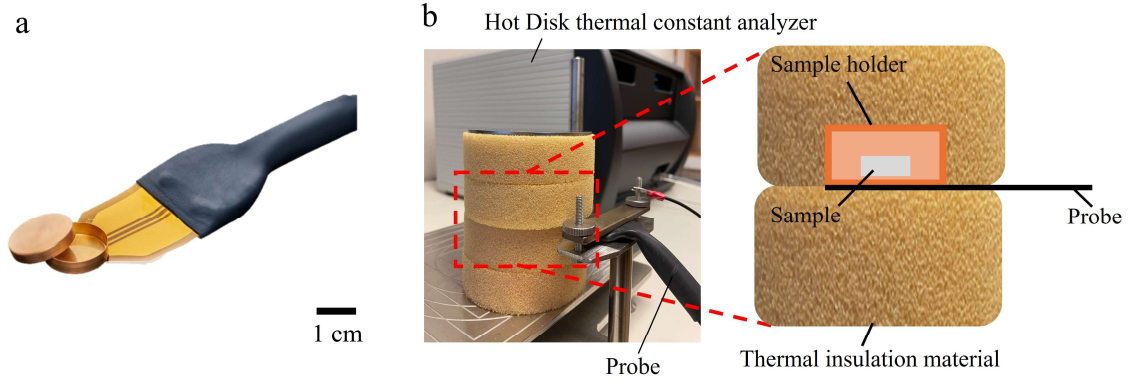 a
1 cm
b
Hot Disk thermal constant analyzer
Probe
Sample holder
Sample
Probe
Thermal insulation material